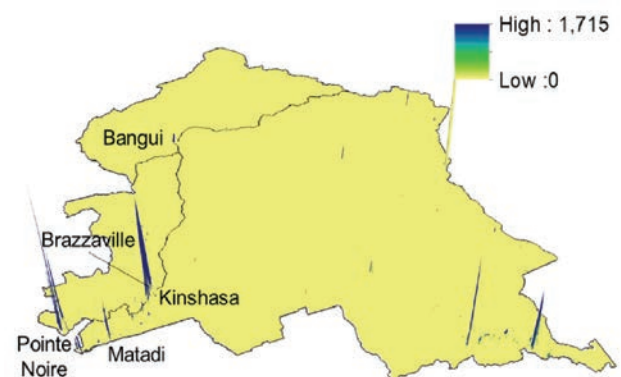 High : 1,715
Low :0
Bangui
Brazzaville
Kinshasa
Pointe
Noire
Matadi